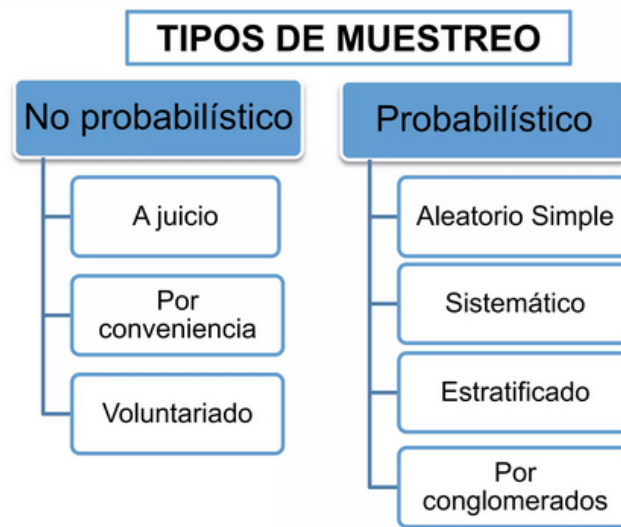 TIPOS DE MUESTREO
No probabilístico
A juicio
Por
conveniencia
Voluntariado
Probabilístico
Aleatorio Simple
Sistemático
Estratificado
Por
conglomerados